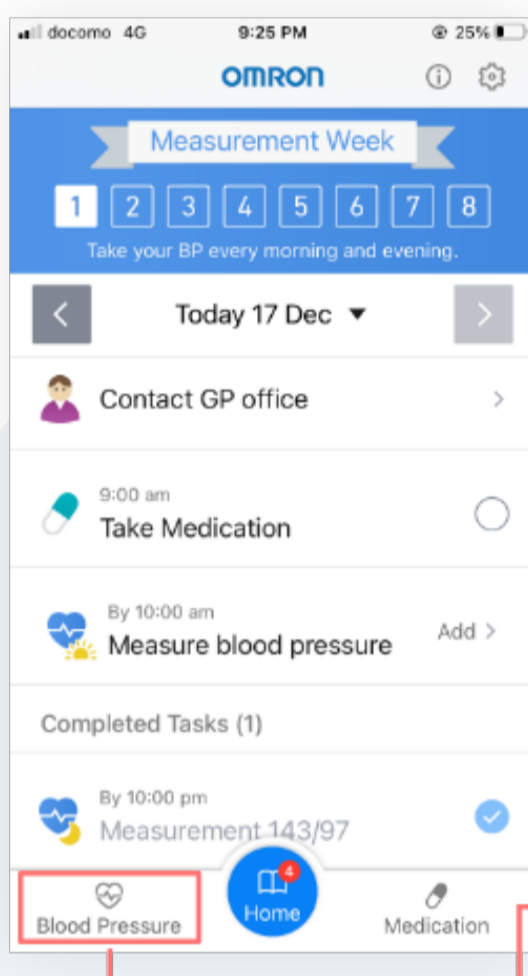 docomo 4G 9:25 PM 25%
OMRON
Measurement Week
1 2 3 4 5 6 7 8
Take your BP every morning and evening.
Today 17 Dec
Contact GP office
9:00 am
Take Medication
By 10:00 am
Measure blood pressure
Add
Completed Tasks (1)
By 10:00 pm
Measurement 143/97
4
Blood Pressure
Home
Medication